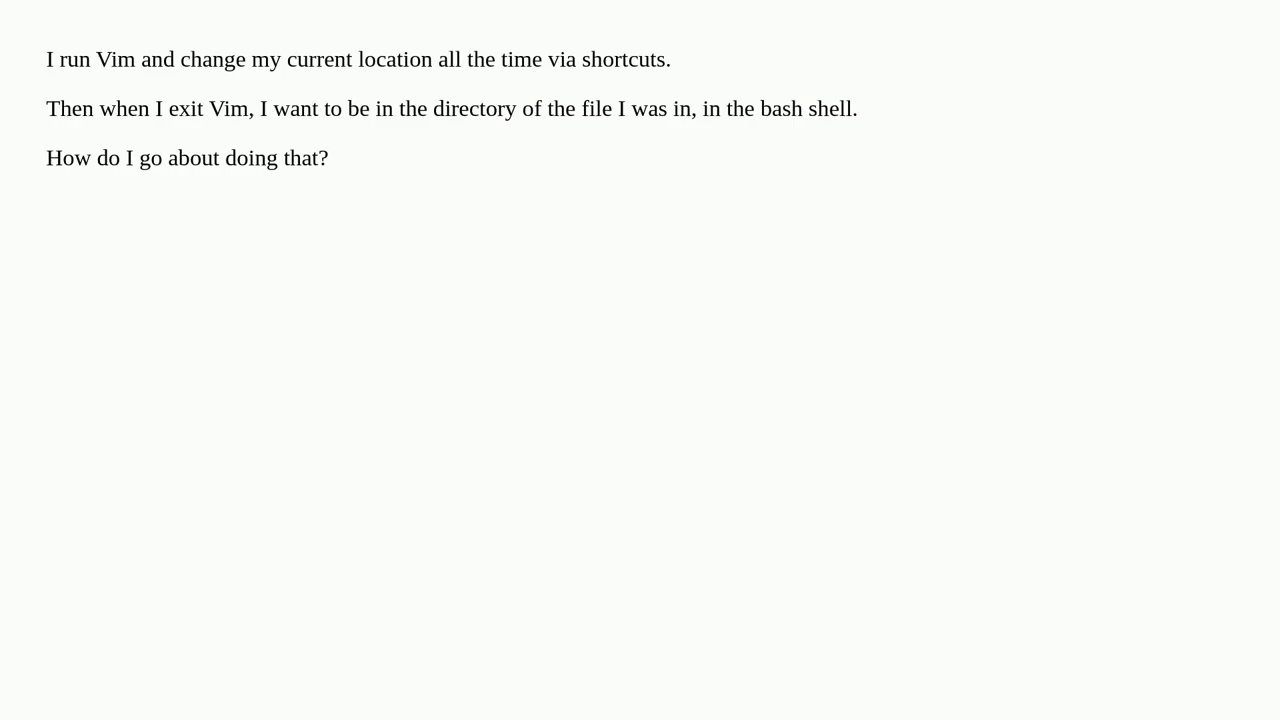 I run Vim and change my current location all the time via shortcuts.
Then when I exit Vim, I want to be in the directory of the file I was in, in the bash shell.
How do I go about doing that?